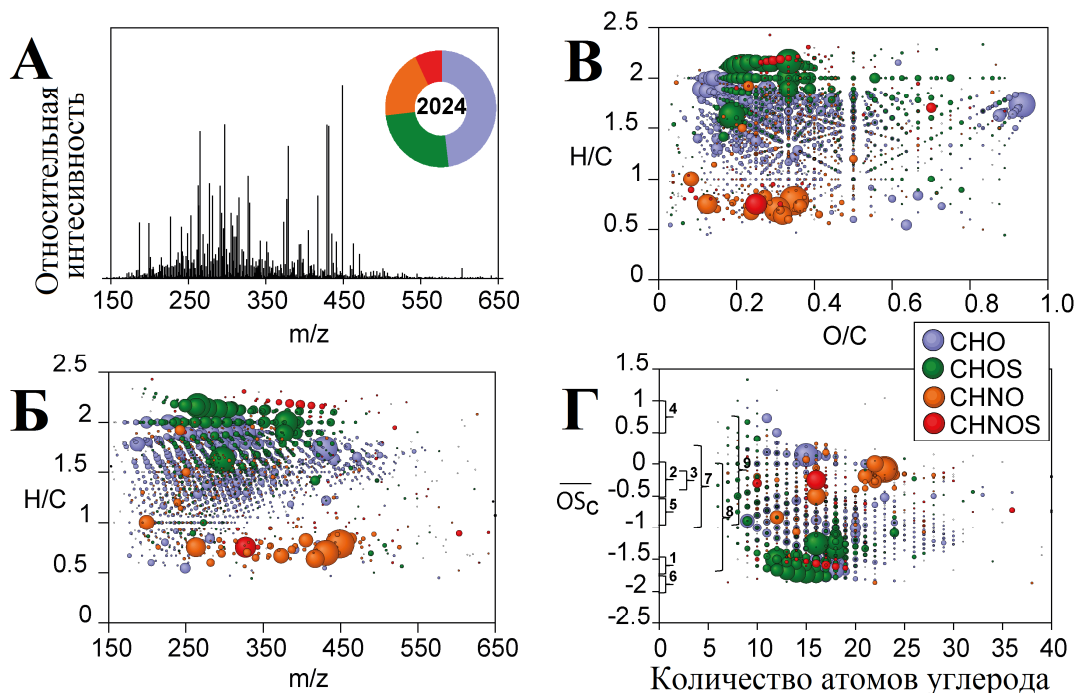 А
Относительная
интесивность
2024
150 250 350 450 550 650
m/z
В
2.5
2
1.5
H/C
1
0.5
0
0 0.2 0.4 0.6 0.8 1.0
O/C
CHO
CHOS
CHNO
CHNOS
Б
2.5
2
1.5
H/C
1
0.5
0
150 250 350 450 550 650
m/z
Г
1.5
1
0.5
0
-0.5
OSc
-1
-1.5
-2
-2.5
4
2
9
3
7
5
8
1
6
0 5 10 15 20 25 30 35 40
Количество атомов углерода